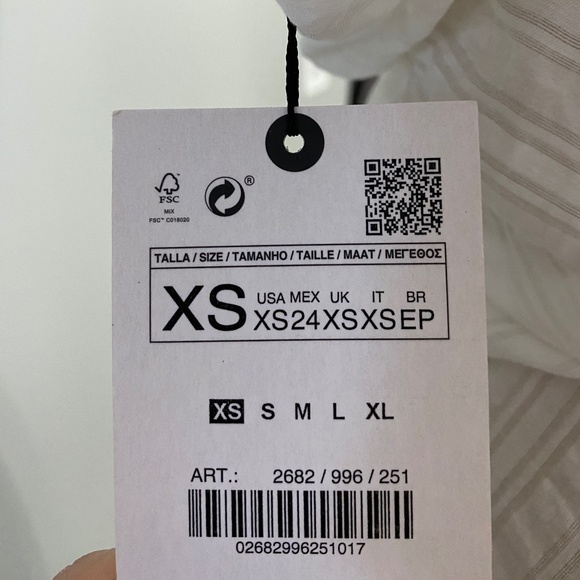 FSC
MIX
FSC™ C018020
®
TALLA / SIZE / TAMANHO / TAILLE / MAAT / ΜΕΓΕΘΟΣ
XS
USA MEX UK IT BR
XS 24 XS XS EP
XS S M L XL
ART.: 2682 / 996 / 251
02682996251017